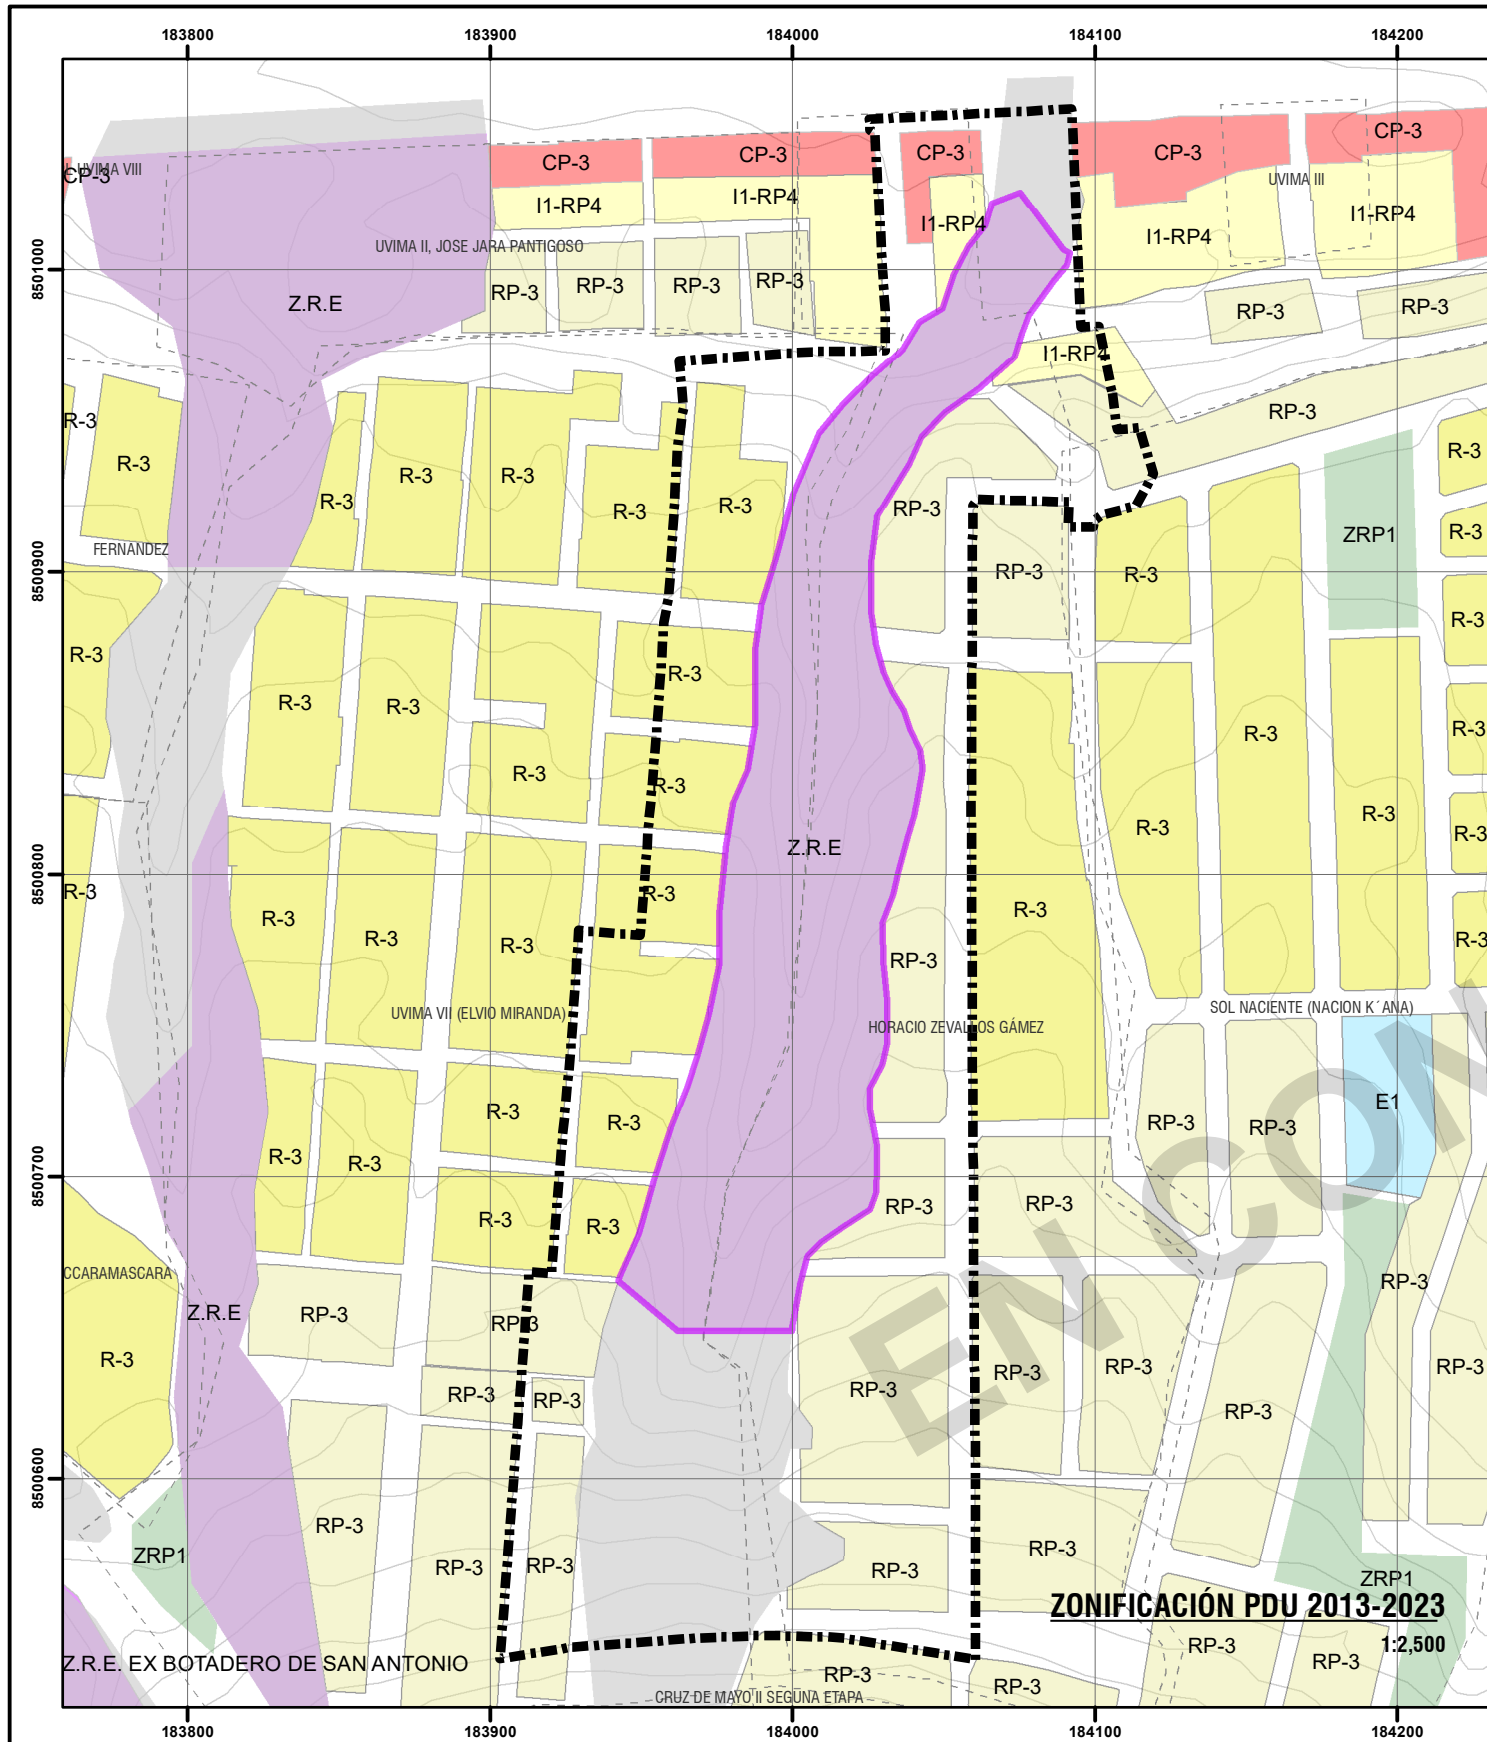 183800 183900 184000 184100 184200
CP-3 CP-3 CP-3 CP-3 CP-3
UVIMA VIII
CP-3
UVIMA III
I1-RP4 I1-RP4 I1-RP4 I1-RP4 I1-RP4
UVIMA II, JOSE JARA PANTIGOSO
8501000
RP-3 RP-3 RP-3 RP-3 Z.R.E RP-3 RP-3
I1-RP4
RP-3
R-3 R-3 R-3 R-3 R-3 R-3 R-3 R-3
RP-3
ZRP1
R-3
FERNANDEZ
8500900
RP-3 R-3
R-3
R-3 R-3 R-3 R-3
R-3 R-3
R-3 R-3
R-3
R-3 R-3
Z.R.E
R-3
8500800
R-3 R-3
R-3 R-3 R-3 R-3
RP-3
R-3
UVIMA VII (ELVIO MIRANDA)
HORACIO ZEVALLOS GÁMEZ
SOL NACIENTE (NACION K´ANA)
E1
R-3 R-3 RP-3 RP-3
R-3 R-3
8500700
R-3 R-3 RP-3 RP-3
CCARAMASCARA
Z.R.E RP-3 RP-3 RP-3
R-3 RP-3 RP-3 RP-3
RP-3 RP-3 RP-3 RP-3
EN CON
8500600
RP-3
ZRP1
RP-3 RP-3 RP-3 RP-3
ZRP1
ZONIFICACIÓN PDU 2013-2023
1:2,500
RP-3 RP-3
Z.R.E. EX BOTADERO DE SAN ANTONIO
RP-3 RP-3
CRUZ DE MAYO II SEGUNA ETAPA
183800 183900 184000 184100 184200